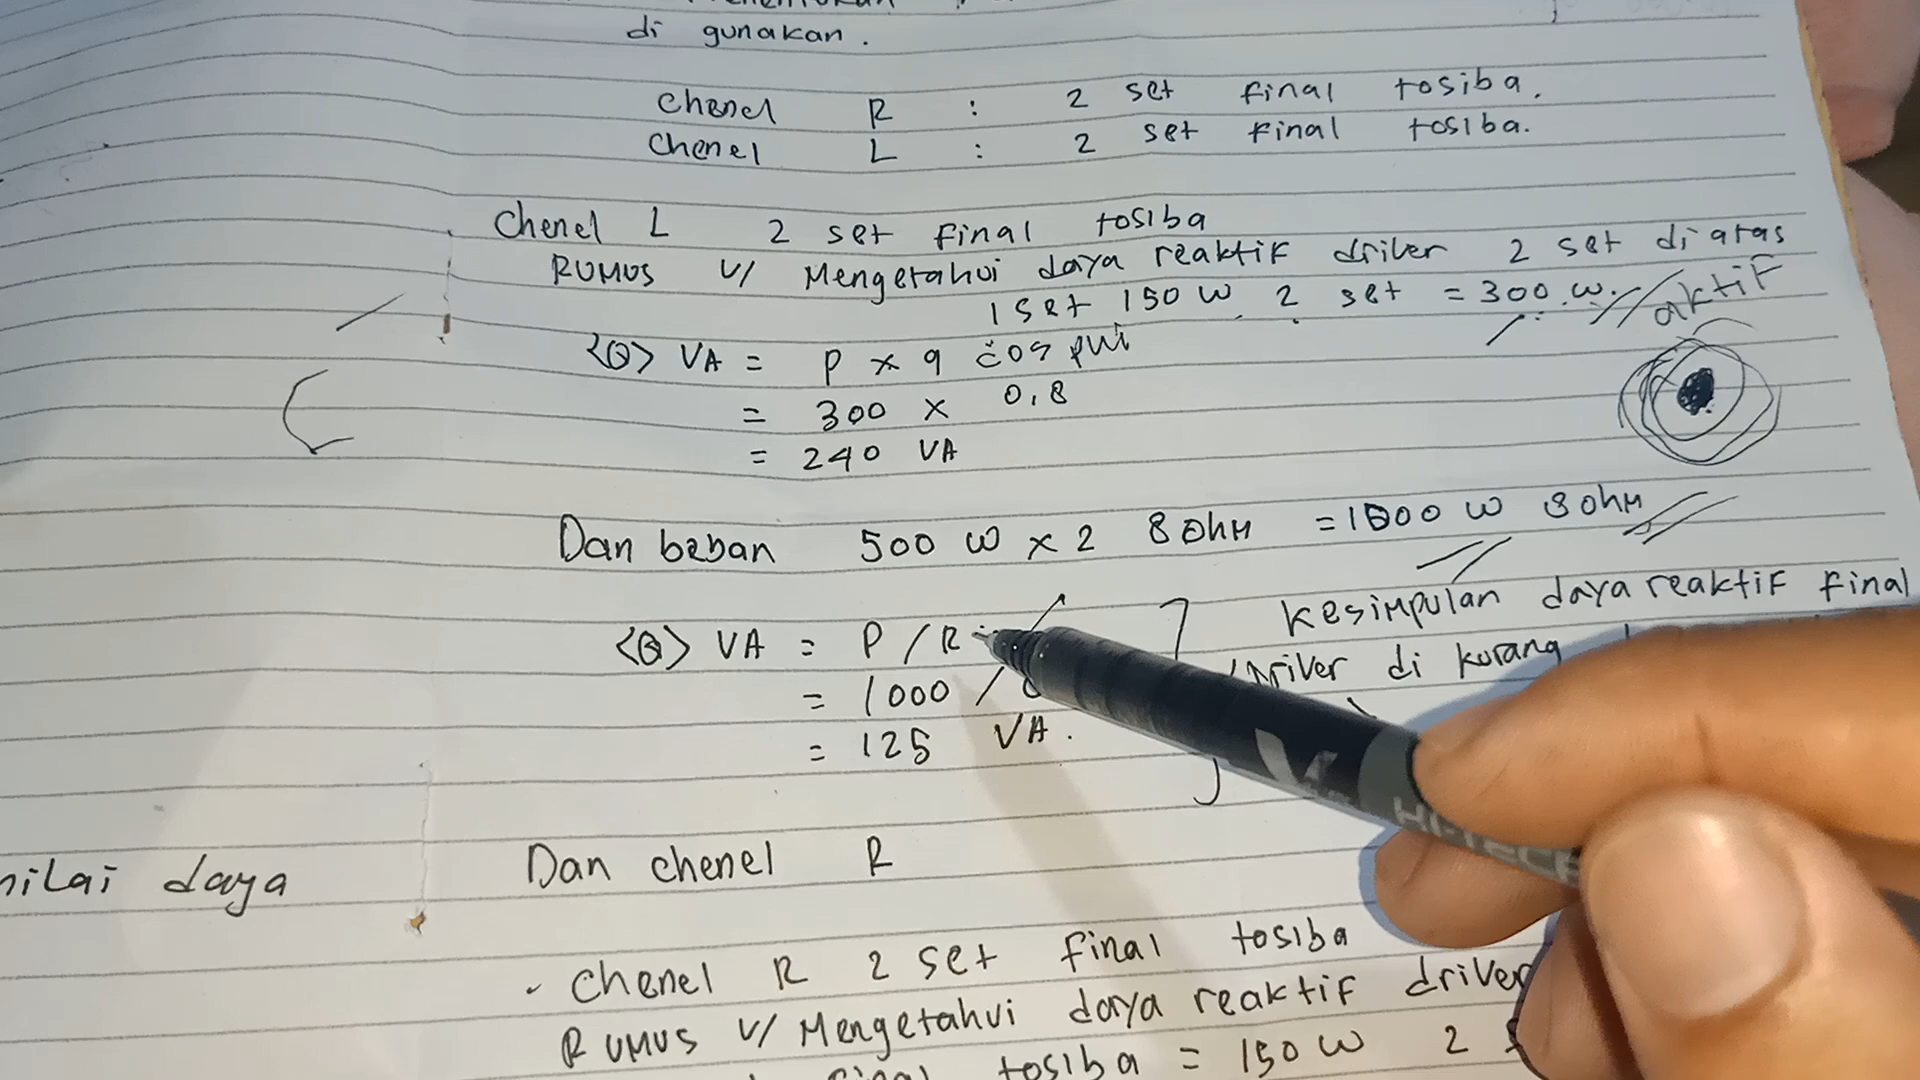 di gunakan.
Chenel R : 2 set final tosiba.
Chenel L : 2 set final tosiba.
Chenel L 2 set final tosiba
RUMUS U/ Mengetahui daya reaktif driver 2 set di atas
1 set 150 W 2 set = 300 W. aktif
<Q> VA = P x q cos phi
= 300 x 0,8
= 240 VA
Dan beban 500 W x 2 8 ohm = 1000 W 8 ohm
<Q> VA = P / R
= 1000 /
= 125 VA.
Kesimpulan daya reaktif final
driver di kurang
nilai daya
Dan chenel R
- Chenel R 2 set final tosiba
RUMUS U/ Mengetahui daya reaktif driver
final tosiba = 150 W 2
HI-TECP